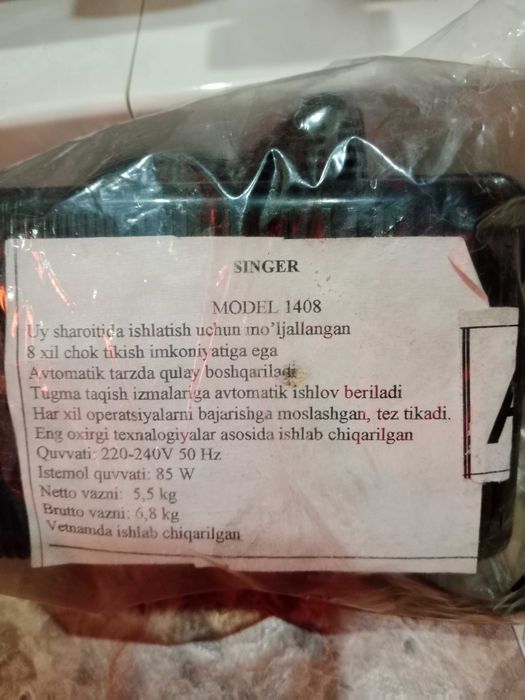 SINGER
MODEL 1408
Uy sharoitida ishlatish uchun mo’ljallangan
8 xil chok tikish imkoniyatiga ega
Avtomatik tarzda qulay boshqariladi
Tugma taqish izmalariga avtomatik ishlov beriladi
Har xil operatsiyalarni bajarishga moslashgan, tez tikadi.
Eng oxirgi texnalogiyalar asosida ishlab chiqarilgan
Quvvati: 220-240V 50 Hz
Istemol quvvati: 85 W
Netto vazni: 5,5 kg
Brutto vazni: 6,8 kg
Vetnamda ishlab chiqarilgan